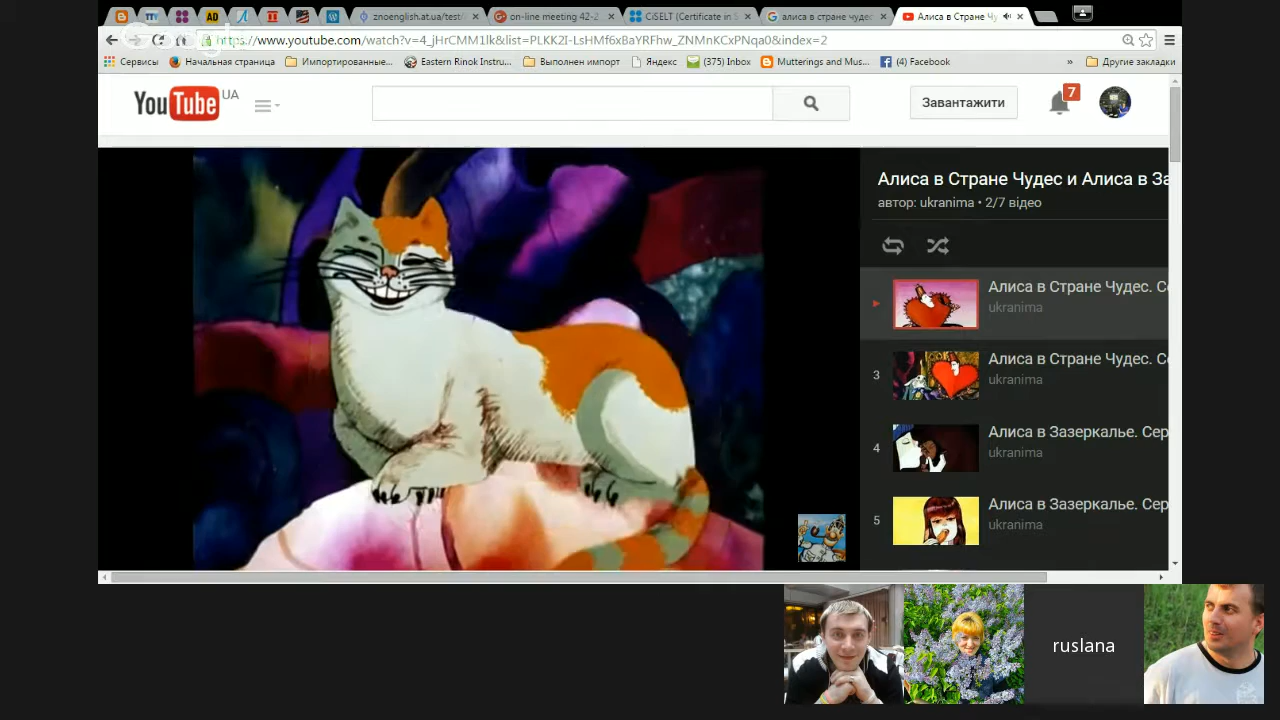 znoenglish.at.ua/test/
on-line meeting 42-2
CiSELT (Certificate in S
алиса в стране чудес
Алиса в Стране Чу
https://www.youtube.com/watch?v=4_jHrCMM1lk&list=PLKK2I-LsHMf6xBaYRFhw_ZNMnKCxPNqa0&index=2
Сервисы
Начальная страница
Импортированные...
Eastern Rinok Instru...
Выполнен импорт
Яндекс
(375) Inbox
Mutterings and Mus...
(4) Facebook
»
Другие закладки
YouTube UA
Завантажити
7
Алиса в Стране Чудес и Алиса в За
автор: ukranima • 2/7 відео
Алиса в Стране Чудес. Се
ukranima
3
Алиса в Стране Чудес. Се
ukranima
4
Алиса в Зазеркалье. Сер
ukranima
5
Алиса в Зазеркалье. Сер
ukranima
ruslana